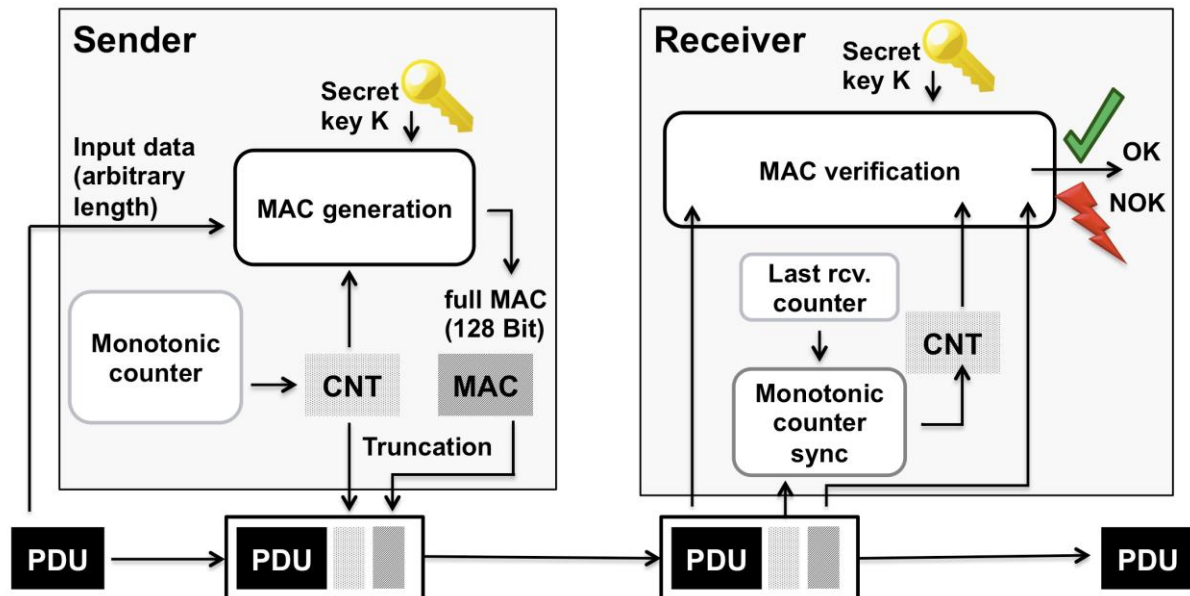 Sender
Secret
key K
Input data
(arbitrary
length)
MAC generation
full MAC
(128 Bit)
Monotonic
counter
CNT
MAC
Truncation
Receiver
Secret
key K
MAC verification
OK
NOK
Last rcv.
counter
CNT
Monotonic
counter
sync
PDU
PDU
PDU
PDU